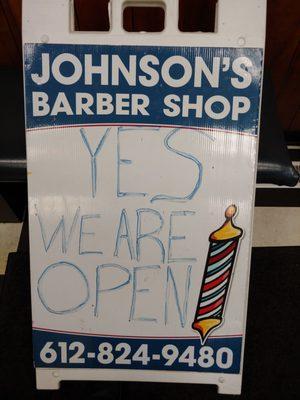 JOHNSON'S
BARBER SHOP
YES
WE ARE
OPEN
612-824-9480